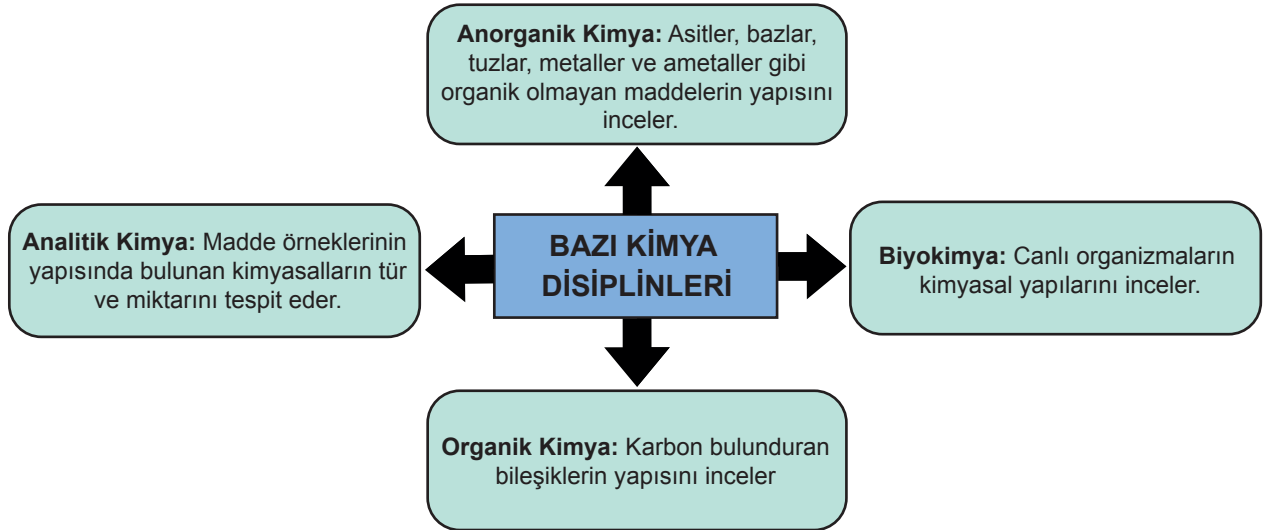 Anorganik Kimya: Asitler, bazlar,
tuzlar, metaller ve ametaller gibi
organik olmayan maddelerin yapısını
inceler.
Analitik Kimya: Madde örneklerinin
yapısında bulunan kimyasalların tür
ve miktarını tespit eder.
BAZI KİMYA
DİSİPLİNLERİ
Biyokimya: Canlı organizmaların
kimyasal yapılarını inceler.
Organik Kimya: Karbon bulunduran
bileşiklerin yapısını inceler